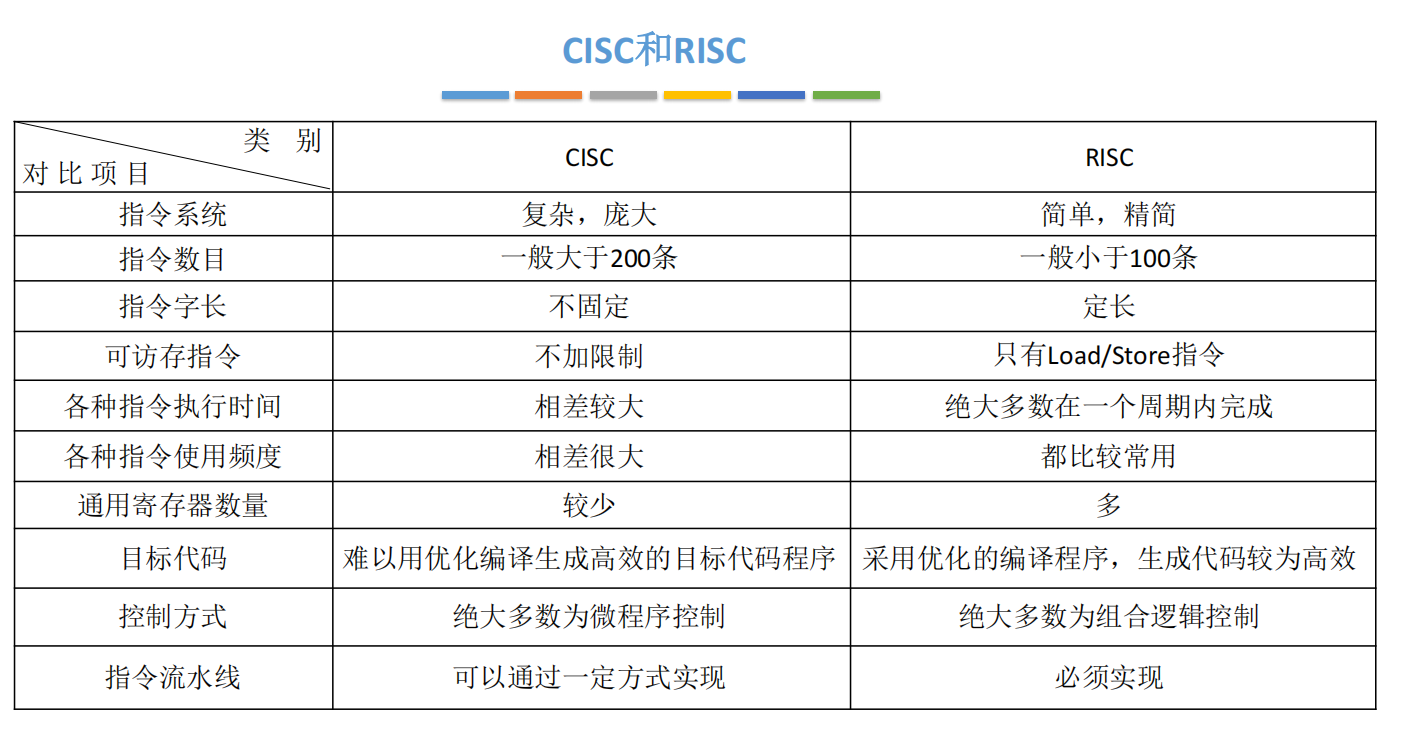 CISC和RISC
类 别
对 比 项 目
CISC
RISC
指令系统
复杂，庞大
简单，精简
指令数目
一般大于200条
一般小于100条
指令字长
不固定
定长
可访存指令
不加限制
只有Load/Store指令
各种指令执行时间
相差较大
绝大多数在一个周期内完成
各种指令使用频度
相差很大
都比较常用
通用寄存器数量
较少
多
目标代码
难以用优化编译生成高效的目标代码程序
采用优化的编译程序，生成代码较为高效
控制方式
绝大多数为微程序控制
绝大多数为组合逻辑控制
指令流水线
可以通过一定方式实现
必须实现